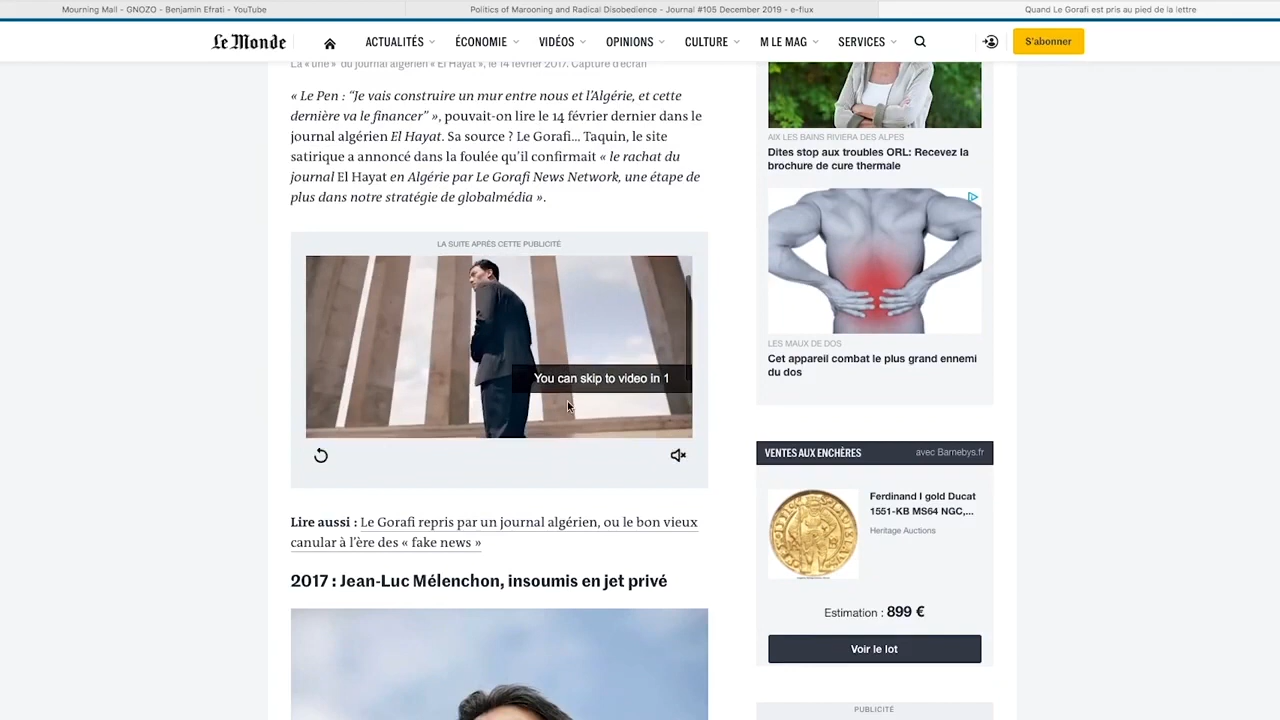 Mourning Mail - GNOZO - Benjamin Efrati - YouTube
Politics of Marooning and Radical Disobedience - Journal #105 December 2019 - e-flux
Quand Le Gorafi est pris au pied de la lettre
Le Monde
ACTUALITÉS
ÉCONOMIE
VIDÉOS
OPINIONS
CULTURE
M LE MAG
SERVICES
S'abonner
La « une » du journal algérien « El Hayat », le 14 février 2017. Capture d'écran
« Le Pen : “Je vais construire un mur entre nous et l’Algérie, et cette
dernière va le financer” », pouvait-on lire le 14 février dernier dans le
journal algérien El Hayat. Sa source ? Le Gorafi… Taquin, le site
satirique a annoncé dans la foulée qu’il confirmait « le rachat du
journal El Hayat en Algérie par Le Gorafi News Network, une étape de
plus dans notre stratégie de globalmédia ».
LA SUITE APRÈS CETTE PUBLICITÉ
You can skip to video in 1
Lire aussi : Le Gorafi repris par un journal algérien, ou le bon vieux
canular à l’ère des « fake news »
2017 : Jean-Luc Mélenchon, insoumis en jet privé
AIX LES BAINS RIVIERA DES ALPES
Dites stop aux troubles ORL: Recevez la
brochure de cure thermale
LES MAUX DE DOS
Cet appareil combat le plus grand ennemi
du dos
VENTES AUX ENCHÈRES
avec Barnebys.fr
Ferdinand I gold Ducat
1551-KB MS64 NGC,...
Heritage Auctions
Estimation : 899 €
Voir le lot
PUBLICITÉ